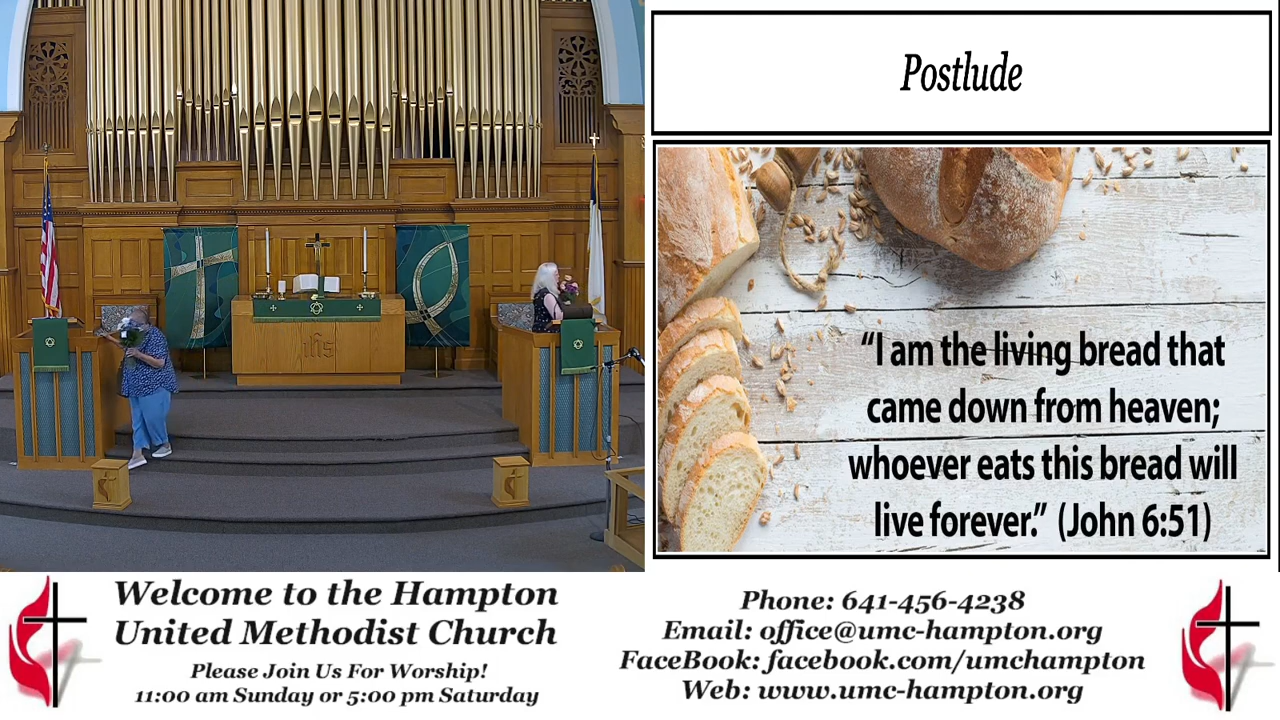 Postlude
ihs
“I am the living bread that
came down from heaven;
whoever eats this bread will
live forever.” (John 6:51)
Welcome to the Hampton
United Methodist Church
Please Join Us For Worship!
11:00 am Sunday or 5:00 pm Saturday
Phone: 641-456-4238
Email: office@umc-hampton.org
FaceBook: facebook.com/umchampton
Web: www.umc-hampton.org